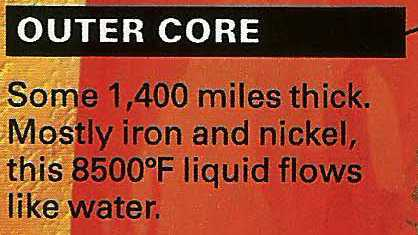 OUTER CORE
Some 1,400 miles thick.
Mostly iron and nickel,
this 8500°F liquid flows
like water.